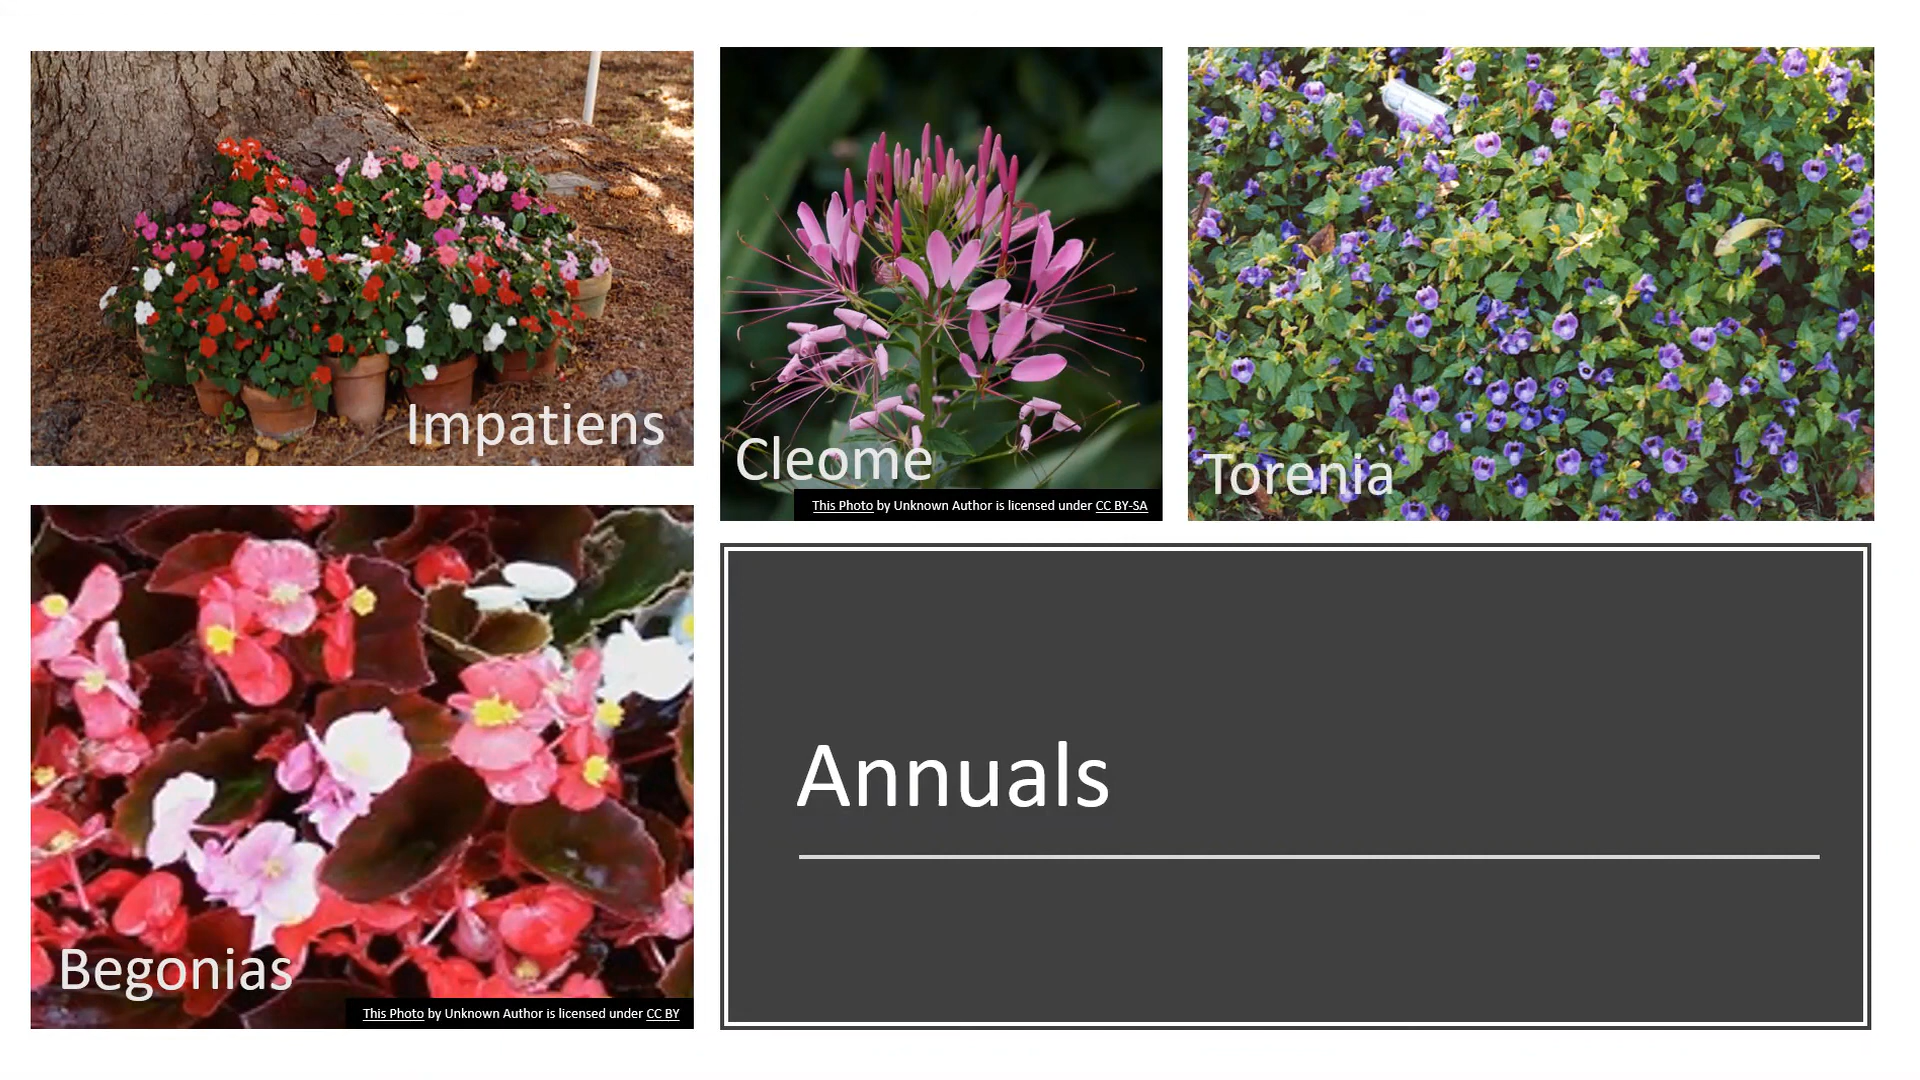 Impatiens
Cleome
This Photo by Unknown Author is licensed under CC BY-SA
Torenia
Begonias
This Photo by Unknown Author is licensed under CC BY
Annuals